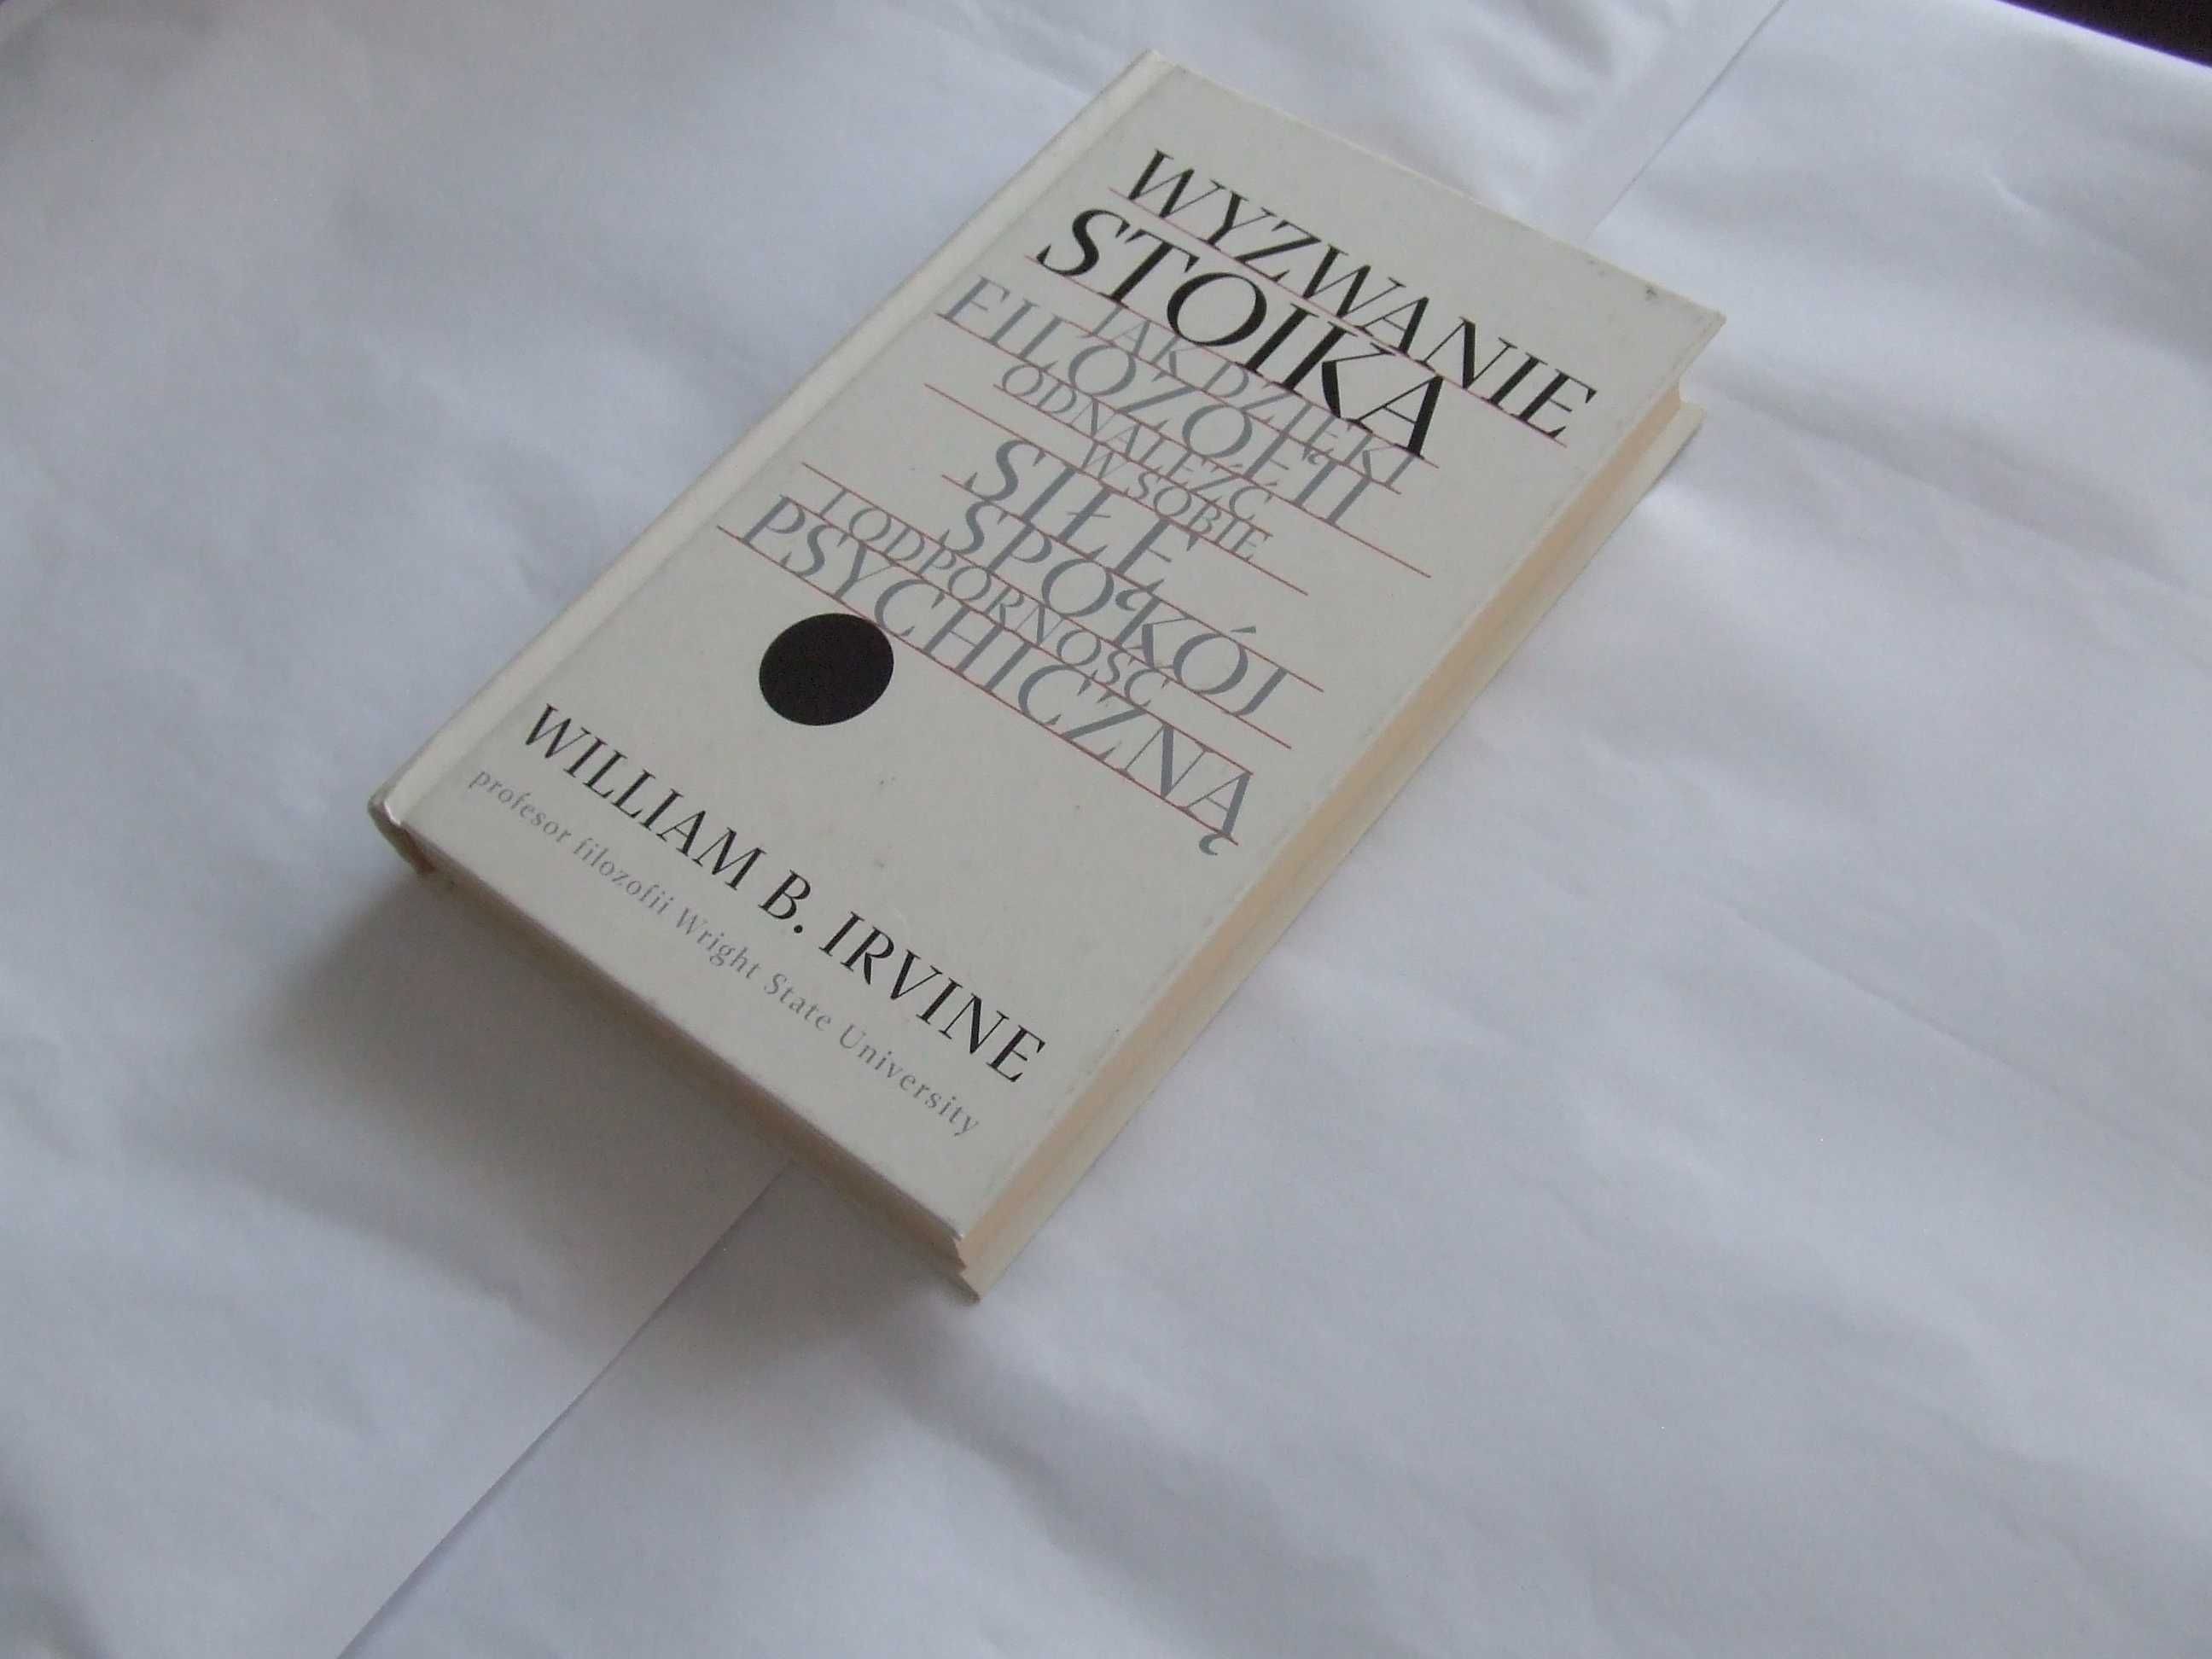 WYZWANIE
STOIKA
JAK DZIĘKI
FILOZOFII
ODNALEŹĆ
W SOBIE
SIŁĘ
SPOKÓJ
I ODPORNOŚĆ
PSYCHICZNĄ
WILLIAM B. IRVINE
profesor filozofii Wright State University